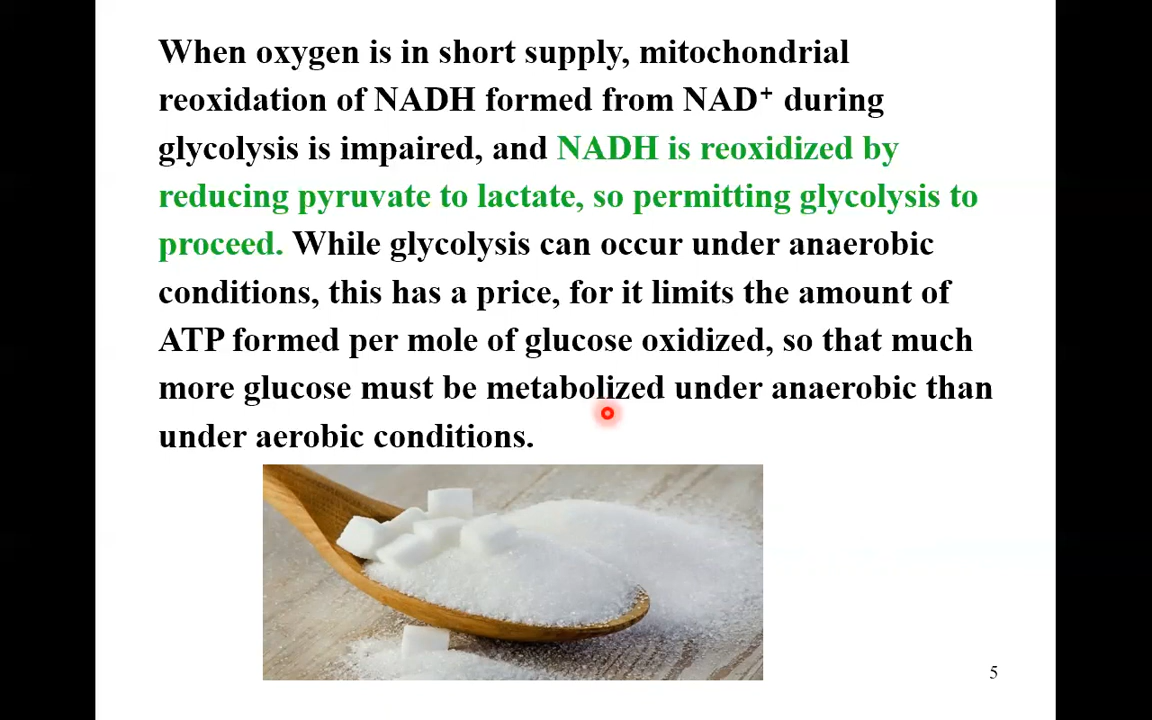 When oxygen is in short supply, mitochondrial
reoxidation of NADH formed from NAD⁺ during
glycolysis is impaired, and NADH is reoxidized by
reducing pyruvate to lactate, so permitting glycolysis to
proceed. While glycolysis can occur under anaerobic
conditions, this has a price, for it limits the amount of
ATP formed per mole of glucose oxidized, so that much
more glucose must be metabolized under anaerobic than
under aerobic conditions.
5